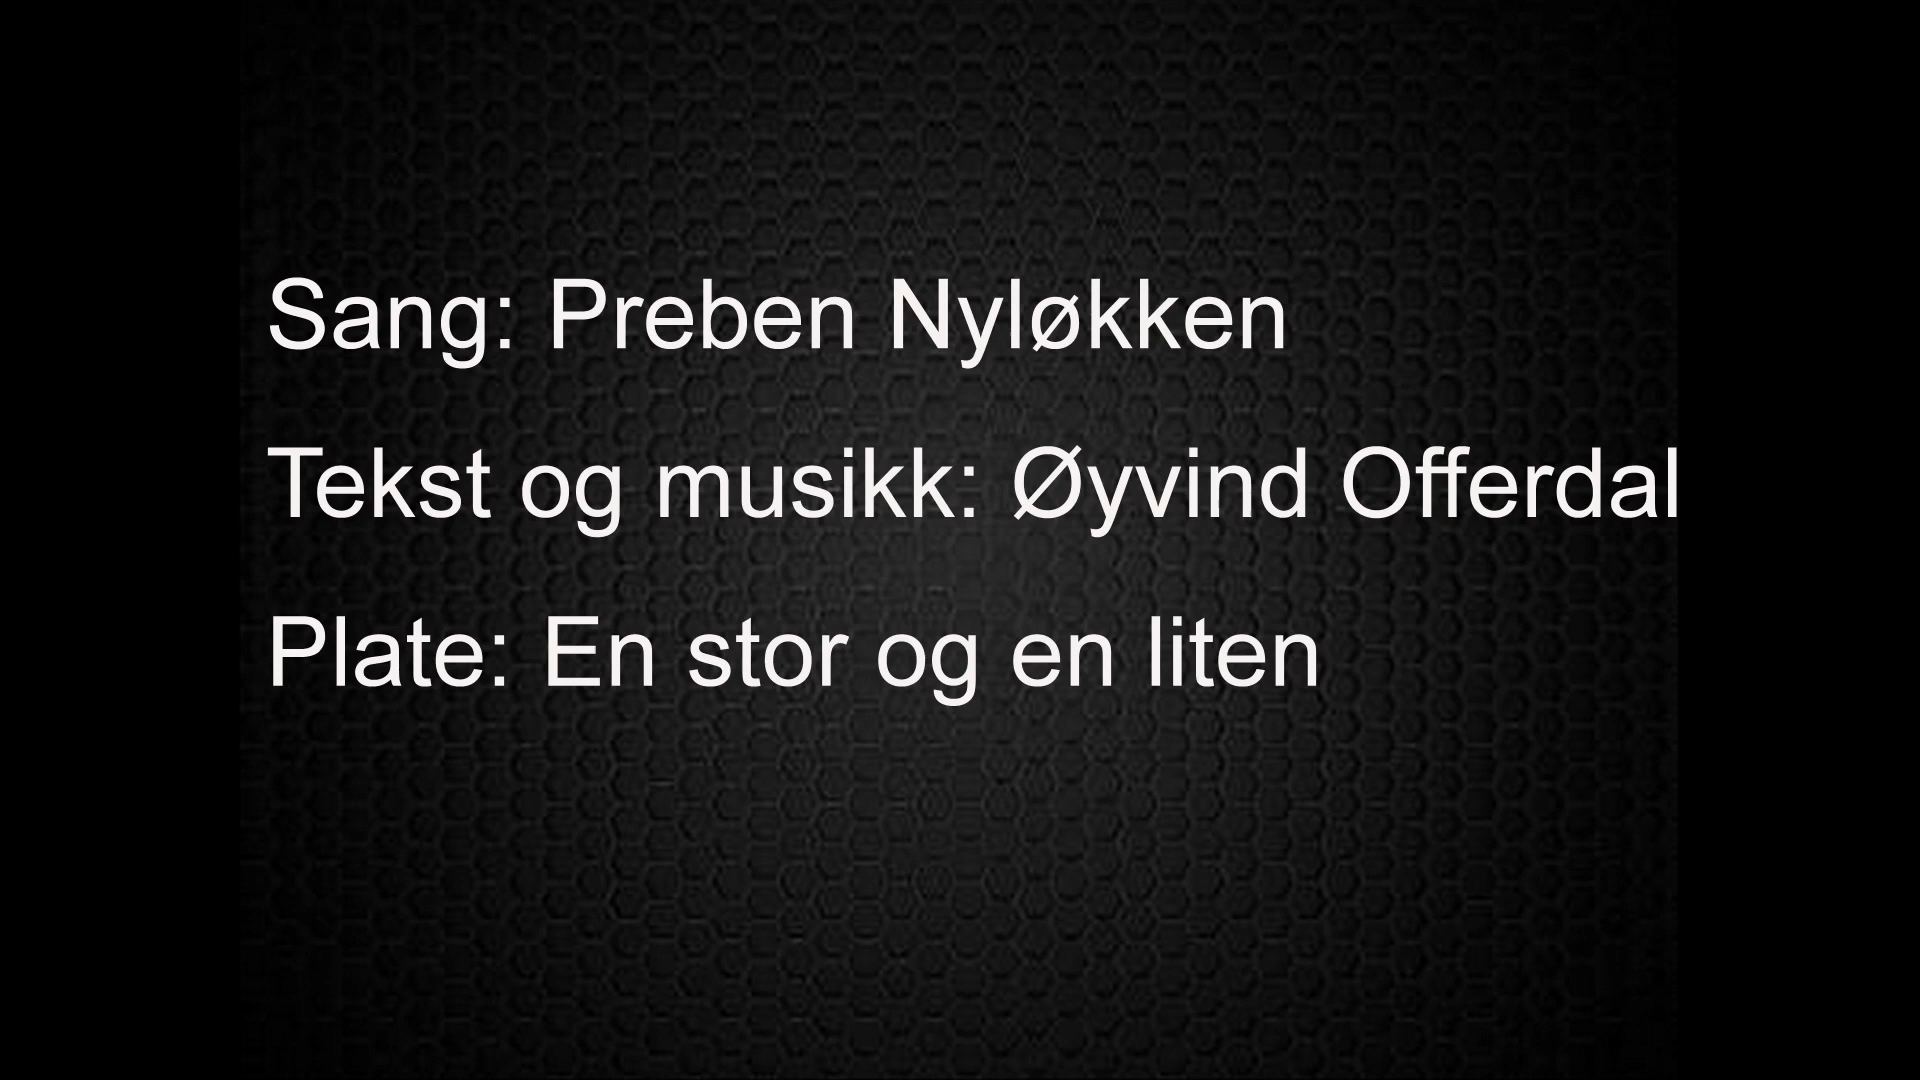 Sang: Preben Nyløkken
Tekst og musikk: Øyvind Offerdal
Plate: En stor og en liten